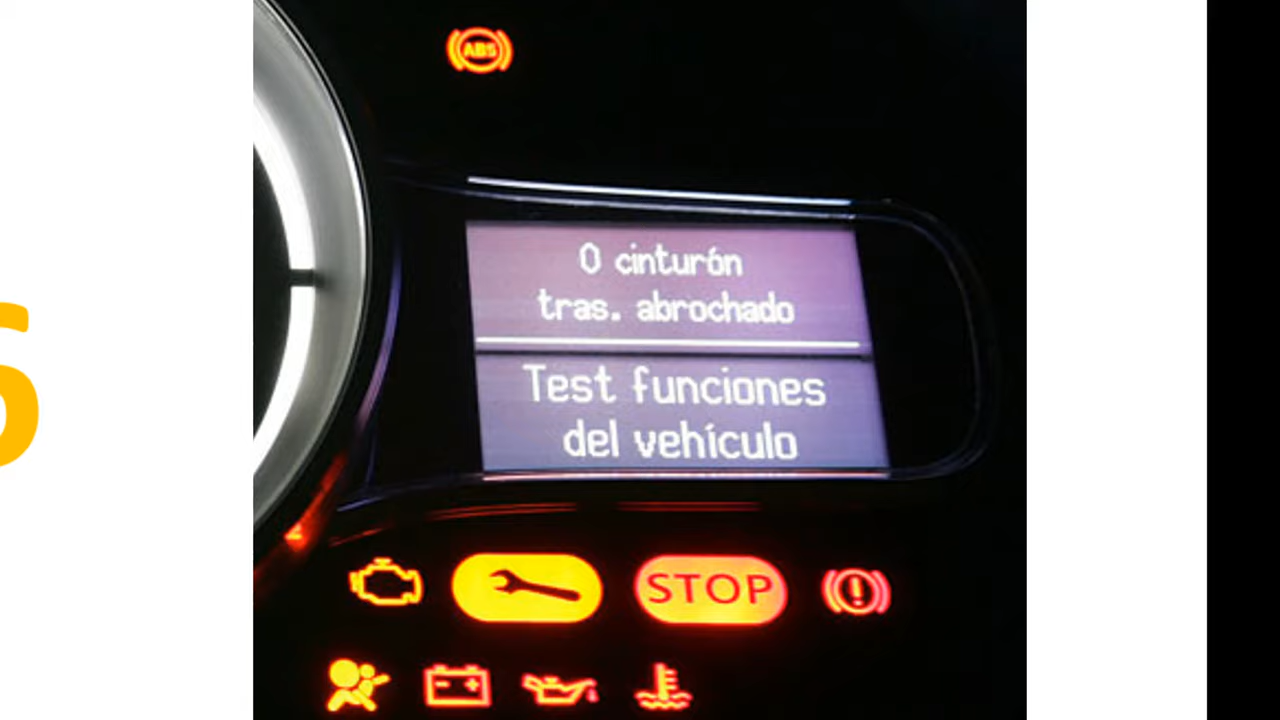 ABS
0 cinturón
tras. abrochado
Test funciones
del vehículo
STOP